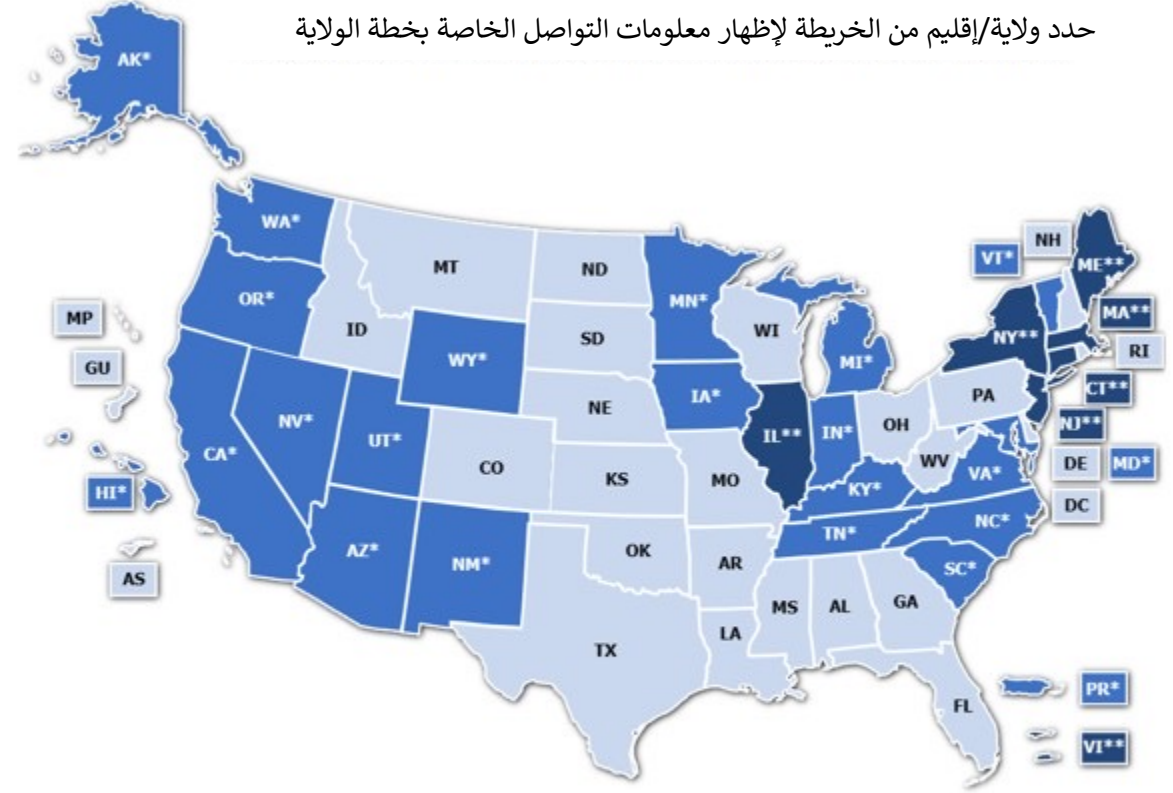 حدد ولاية/إقليم من الخريطة لإظهار معلومات التواصل الخاصة بخطة الولاية
AK*
WA*
MT
ND
MN*
VT*
NH
ME**
OR*
ID
WY*
SD
WI
MI*
NY**
MA**
RI
MP
GU
NV*
UT*
NE
IA*
PA
CT**
NJ**
CA*
CO
KS
MO
IL**
IN*
OH
WV
VA*
DE
MD*
DC
HI*
KY*
AS
AZ*
NM*
OK
AR
TN*
NC*
SC*
TX
LA
MS
AL
GA
FL
PR*
VI**